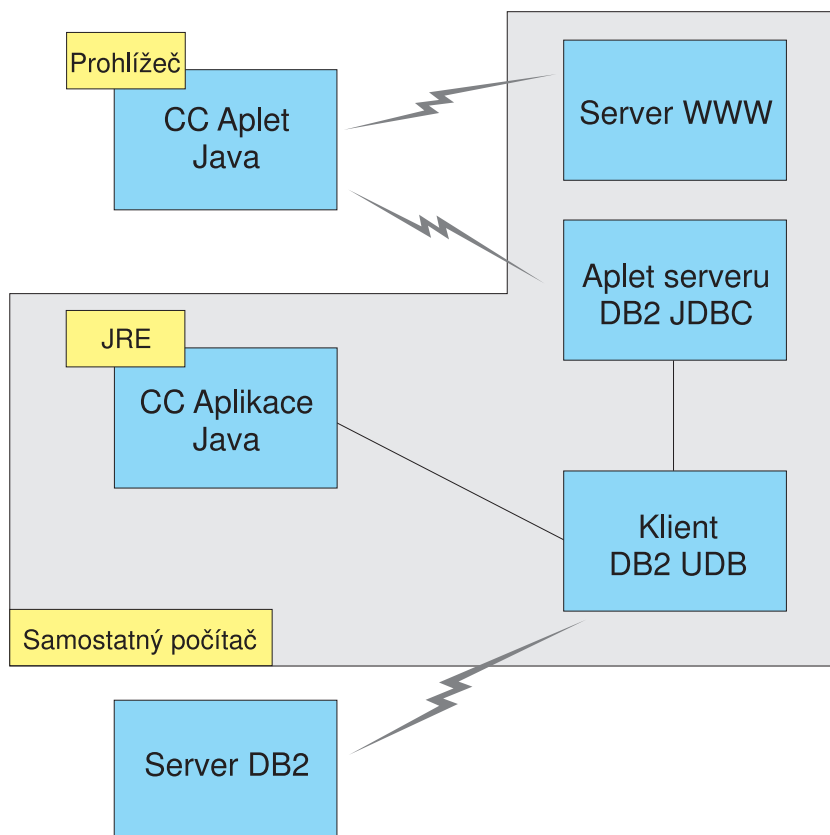 Prohlížeč
CC Aplet
Java
Server WWW
Aplet serveru
DB2 JDBC
JRE
CC Aplikace
Java
Klient
DB2 UDB
Samostatný počítač
Server DB2